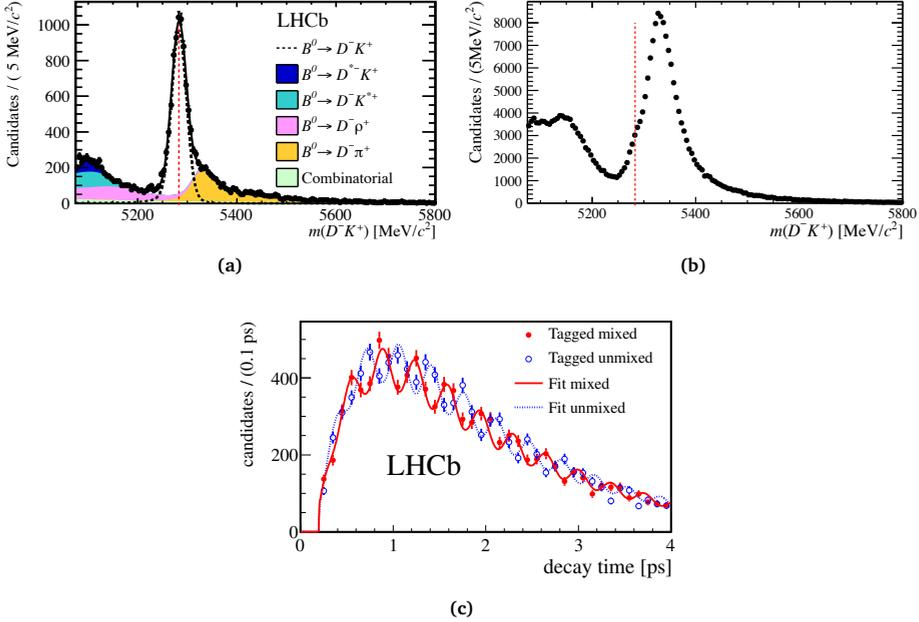 Candidates / ( 5 MeV/c²)
1000
800
600
400
200
0
LHCb
B⁰→ D⁻K⁺
B⁰→ D*⁻K⁺
B⁰→ D⁻K*⁺
B⁰→ D⁻ρ⁺
B⁰→ D⁻π⁺
Combinatorial
5200 5400 5600 5800
m(D⁻K⁺) [MeV/c²]
(a)
Candidates / (5MeV/c²)
8000
7000
6000
5000
4000
3000
2000
1000
0
5200 5400 5600 5800
m(D⁻K⁺) [MeV/c²]
(b)
candidates / (0.1 ps)
400
200
0
Tagged mixed
Tagged unmixed
Fit mixed
Fit unmixed
LHCb
0 1 2 3 4
decay time [ps]
(c)